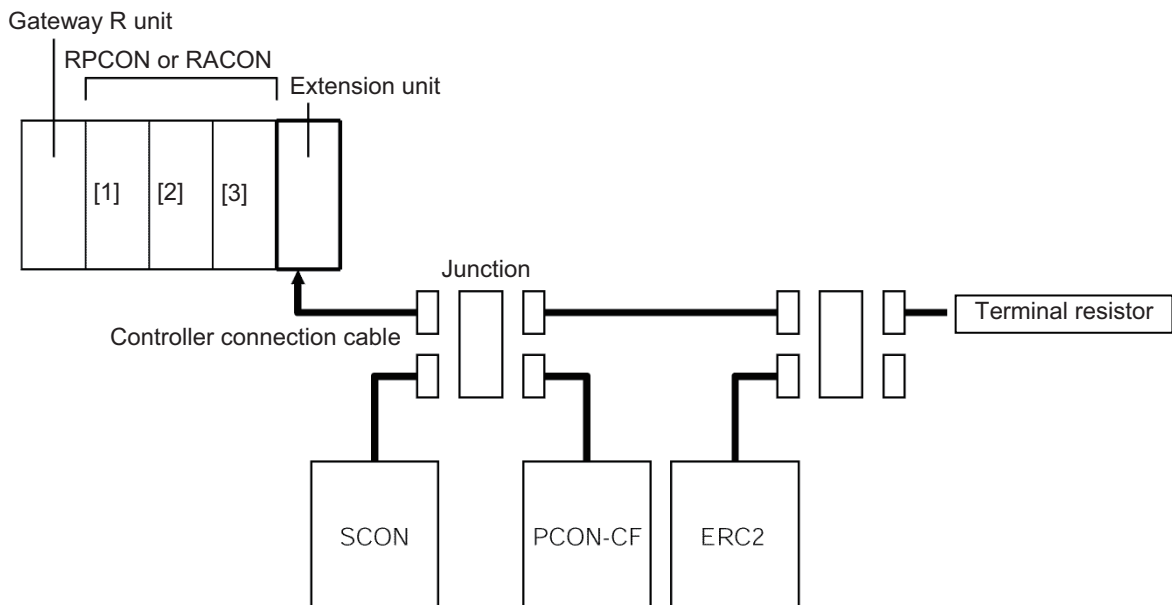 Gateway R unit
RPCON or RACON
Extension unit
[1]
[2]
[3]
Junction
Controller connection cable
Terminal resistor
SCON
PCON-CF
ERC2